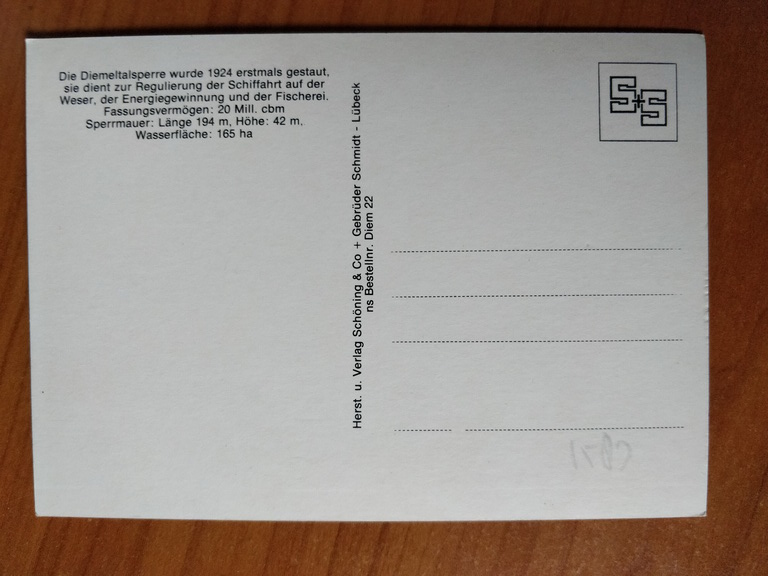 Die Diemeltalsperre wurde 1924 erstmals gestaut,
sie dient zur Regulierung der Schiffahrt auf der
Weser, der Energiegewinnung und der Fischerei.
Fassungsvermögen: 20 Mill. cbm
Sperrmauer: Länge 194 m, Höhe: 42 m,
Wasserfläche: 165 ha
Herst. u. Verlag Schöning & Co + Gebrüder Schmidt - Lübeck
ns Bestellnr. Diem 22
S+S